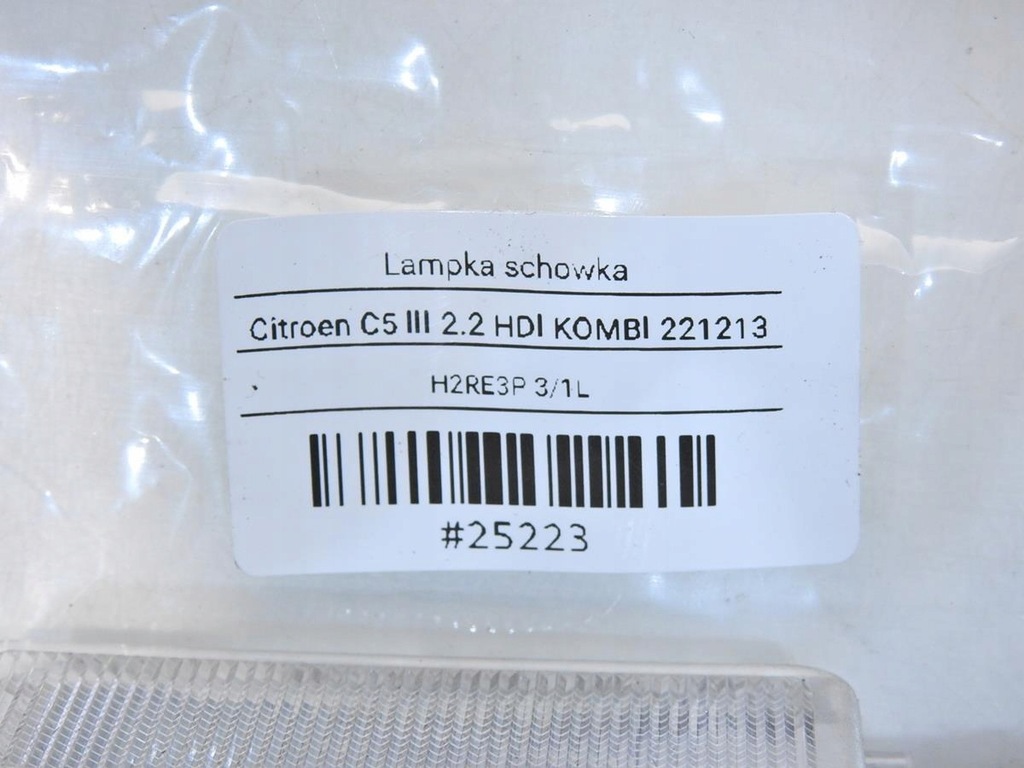 Lampka schowka
Citroen C5 III 2.2 HDI KOMBI 221213
H2RE3P 3/1L
#25223